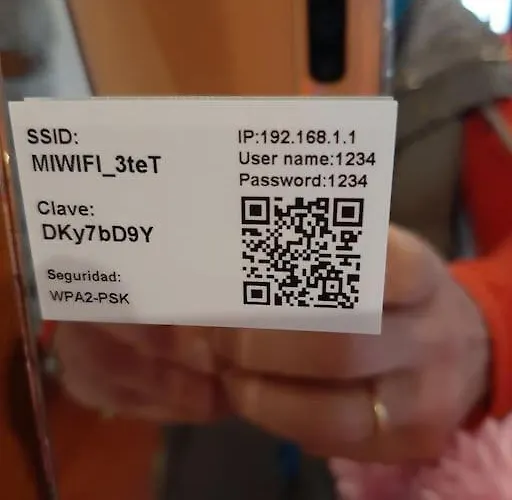 SSID:
MIWIFI_3teT
Clave:
DKy7bD9Y
Seguridad:
WPA2-PSK
IP:192.168.1.1
User name:1234
Password:1234